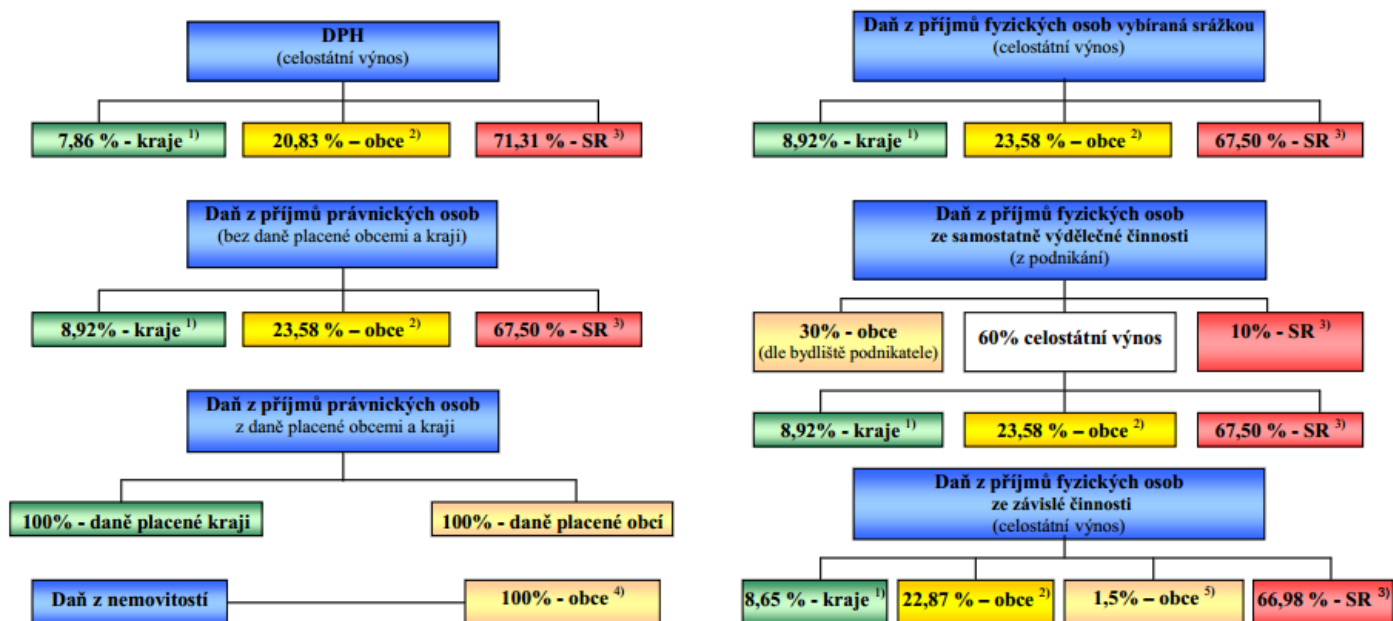 DPH
(celostátní výnos)
7,86 % - kraje 1)
20,83 % – obce 2)
71,31 % - SR 3)
Daň z příjmů právnických osob
(bez daně placené obcemi a kraji)
8,92% - kraje 1)
23,58 % – obce 2)
67,50 % - SR 3)
Daň z příjmů právnických osob
z daně placené obcemi a kraji
100% - daně placené kraji
100% - daně placené obcí
Daň z nemovitostí
100% - obce 4)
Daň z příjmů fyzických osob vybíraná srážkou
(celostátní výnos)
8,92% - kraje 1)
23,58 % – obce 2)
67,50 % - SR 3)
Daň z příjmů fyzických osob
ze samostatně výdělečné činnosti
(z podnikání)
30% - obce
(dle bydliště podnikatele)
60% celostátní výnos
10% - SR 3)
8,92% - kraje 1)
23,58 % – obce 2)
67,50 % - SR 3)
Daň z příjmů fyzických osob
ze závislé činnosti
(celostátní výnos)
8,65 % - kraje 1)
22,87 % – obce 2)
1,5% – obce 5)
66,98 % - SR 3)